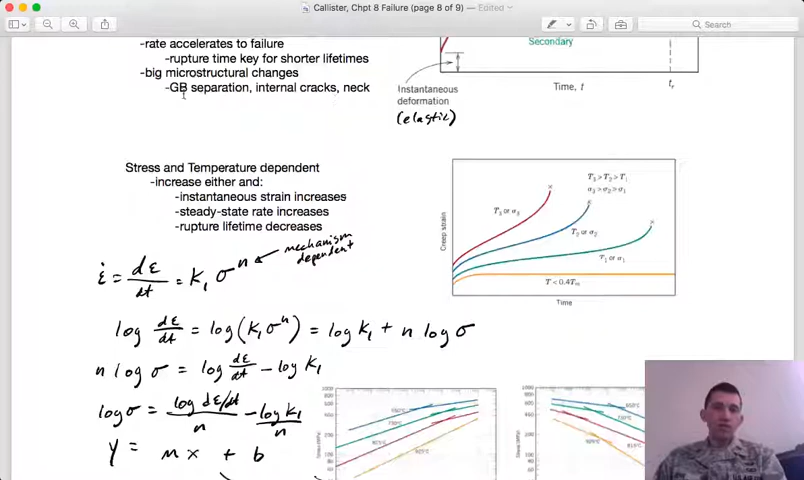 Callister, Chpt 8 Failure (page 8 of 9) — Edited
Search
-rate accelerates to failure
-rupture time key for shorter lifetimes
-big microstructural changes
-GB separation, internal cracks, neck
Secondary
Instantaneous
deformation
(elastic)
Time, t
tr
Stress and Temperature dependent
-increase either and:
-instantaneous strain increases
-steady-state rate increases
-rupture lifetime decreases
mechanism
dependent
ε̇ = dε/dt = K₁ σⁿ
log dε/dt = log(K₁σⁿ) = log K₁ + n log σ
n log σ = log dε/dt - log K₁
log σ = log dε/dt / n - log K₁ / n
y = mx + b
Creep strain
T3 > T2 > T1
σ3 > σ2 > σ1
T3 or σ3
T2 or σ2
T1 or σ1
T < 0.4Tm
Time
Stress (MPa)